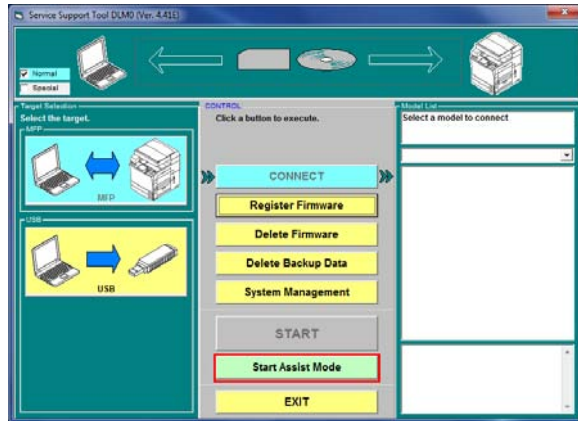 Service Support Tool DLM0 (Ver. 4.41E)
Normal
Special
Target Selection
Select the target.
MFP
MFP
USB
USB
CONTROL
Click a button to execute.
CONNECT
Register Firmware
Delete Firmware
Delete Backup Data
System Management
START
Start Assist Mode
EXIT
Model List
Select a model to connect